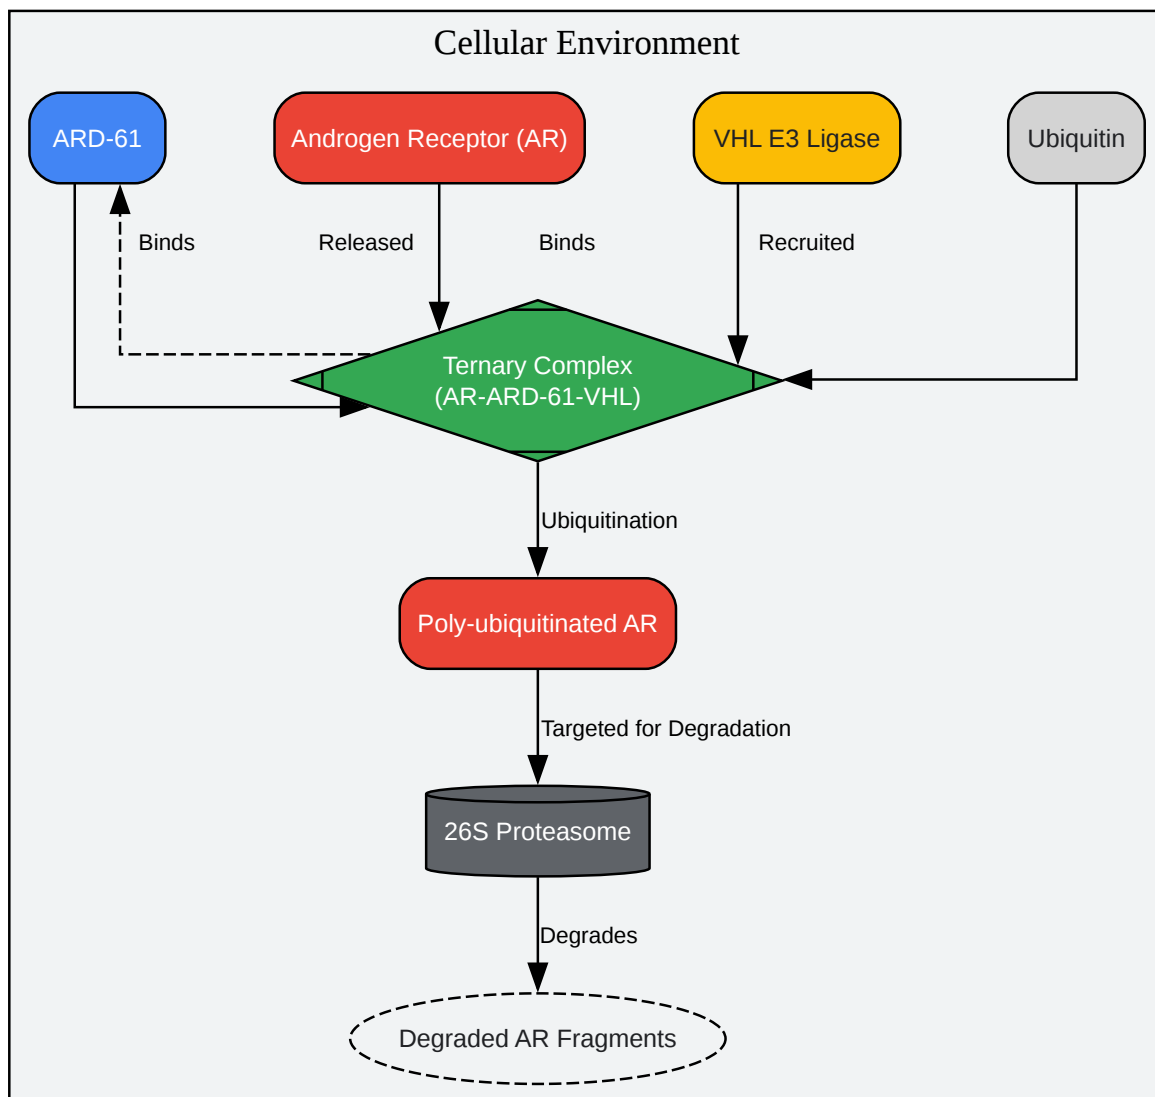 Cellular Environment
ARD-61
Androgen Receptor (AR)
VHL E3 Ligase
Ubiquitin
Binds
Released
Binds
Recruited
Ternary Complex
(AR-ARD-61-VHL)
Ubiquitination
Poly-ubiquitinated AR
Targeted for Degradation
26S Proteasome
Degrades
Degraded AR Fragments